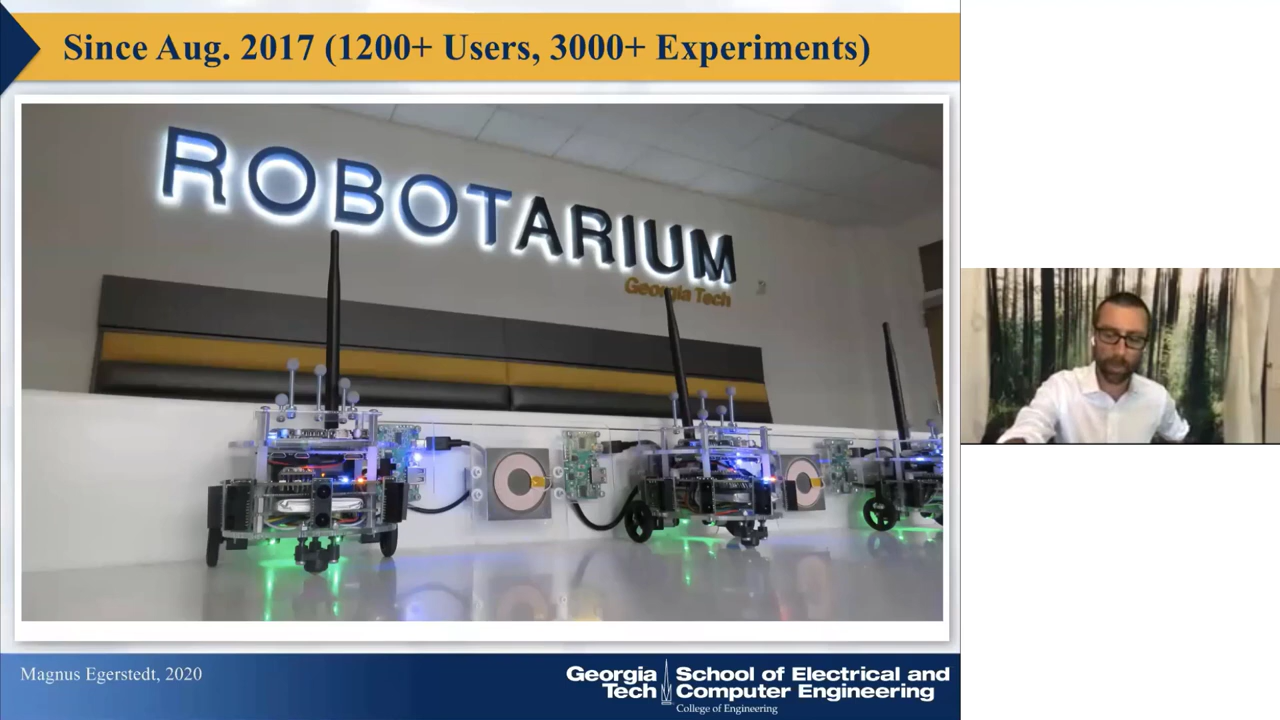 Since Aug. 2017 (1200+ Users, 3000+ Experiments)
ROBOTARIUM
Georgia Tech
Magnus Egerstedt, 2020
Georgia Tech
School of Electrical and
Computer Engineering
College of Engineering